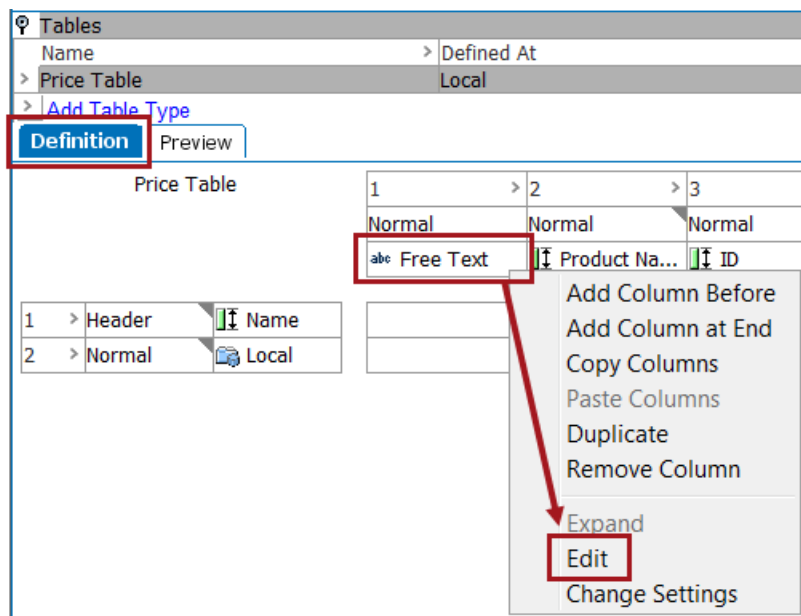 Tables
Name > Defined At
> Price Table Local
> Add Table Type
Definition Preview
Price Table 1 > 2 > 3
Normal Normal Normal
abc Free Text Product Na... ID
1 > Header Name
2 > Normal Local
Add Column Before
Add Column at End
Copy Columns
Paste Columns
Duplicate
Remove Column
Expand
Edit
Change Settings